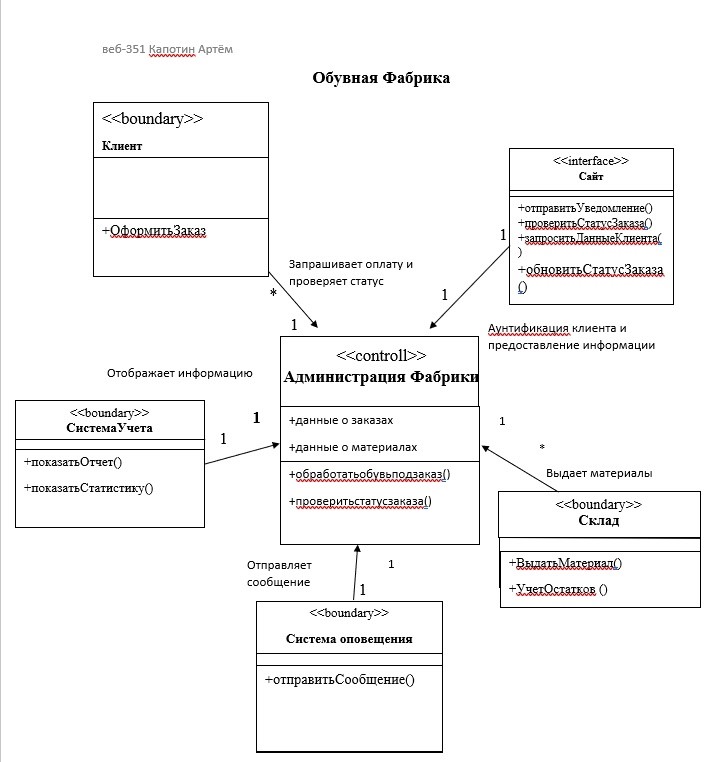 веб-351 Капотин Артём
Обувная Фабрика
<<boundary>>
Клиент
+ОформитьЗаказ
<<interface>>
Сайт
+отправитьУведомление()
+проверитьСтатусЗаказа()
+запроситьДанныеКлиента(
)
+обновитьСтатусЗаказа
()
Запрашивает оплату и
проверяет статус
*
1
1
1
Аунтификация клиента и
предоставление информации
<<controll>>
Администрация Фабрики
+данные о заказах
+данные о материалах
+обработатьобувьподзаказ()
+проверитьстатусзаказа()
Отображает информацию
<<boundary>>
СистемаУчета
+показатьОтчет()
+показатьСтатистику()
1
1
1
*
Выдает материалы
<<boundary>>
Склад
+ВыдатьМатериал()
+УчетОстатков ()
Отправляет
сообщение
1
1
<<boundary>>
Система оповещения
+отправитьСообщение()